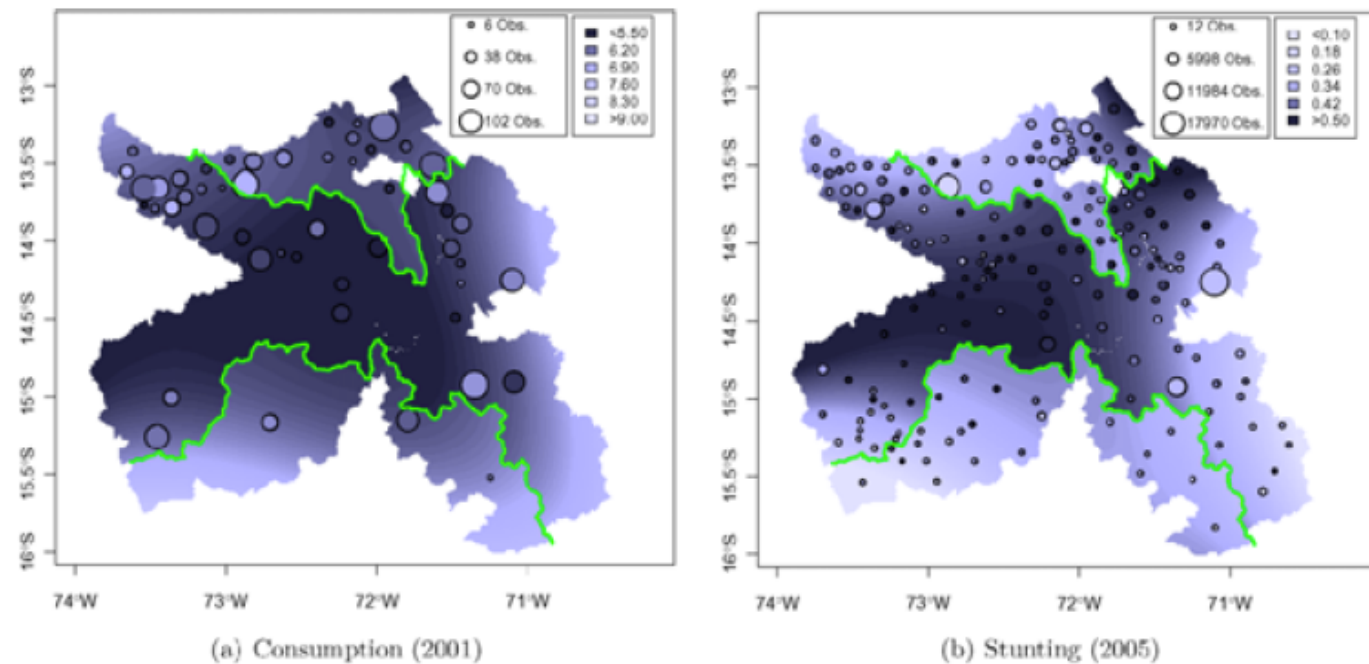 6 Obs.
38 Obs.
70 Obs.
102 Obs.
<5.50
6.20
6.90
7.60
8.30
>9.00
13°S
13.5°S
14°S
14.5°S
15°S
15.5°S
16°S
74°W
73°W
72°W
71°W
(a) Consumption (2001)
12 Obs.
5998 Obs.
11984 Obs.
17970 Obs.
<0.10
0.18
0.26
0.34
0.42
>0.50
13°S
13.5°S
14°S
14.5°S
15°S
15.5°S
16°S
74°W
73°W
72°W
71°W
(b) Stunting (2005)